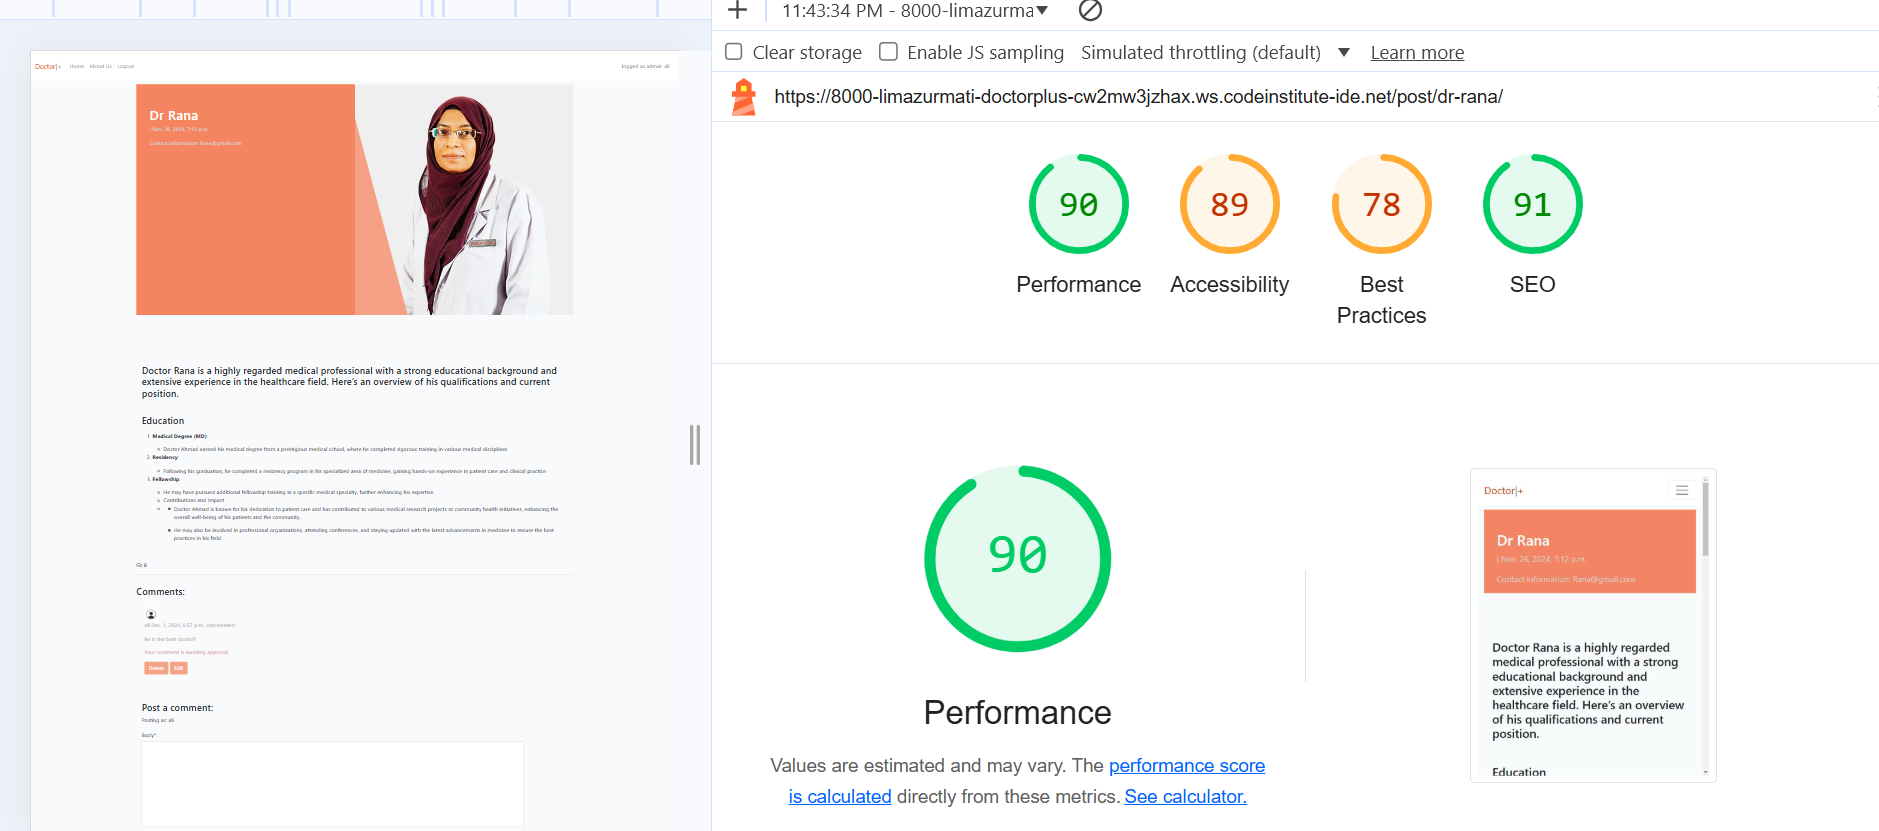 Doctor|+ Home About Us Logout logged as admin: ali
Dr Rana
| Nov. 26, 2024, 7:12 p.m.
Contact Information: Rana@gmail.com
Doctor Rana is a highly regarded medical professional with a strong educational background and
extensive experience in the healthcare field. Here's an overview of his qualifications and current
position.
Education
1. Medical Degree (MD):
Doctor Ahmad earned his medical degree from a prestigious medical school, where he completed rigorous training in various medical disciplines.
2. Residency:
Following his graduation, he completed a residency program in his specialized area of medicine, gaining hands-on experience in patient care and clinical practice.
3. Fellowship:
He may have pursued additional fellowship training in a specific medical specialty, further enhancing his expertise.
Contributions and Impact
Doctor Ahmad is known for his dedication to patient care and has contributed to various medical research projects or community health initiatives, enhancing the
overall well-being of his patients and the community.
He may also be involved in professional organizations, attending conferences, and staying updated with the latest advancements in medicine to ensure the best
practices in his field.
0
Comments:
ali Dec. 1, 2024, 6:57 p.m. commented:
he is the best doctor!!
Your comment is awaiting approval
Delete Edit
Post a comment:
Posting as: ali
Body*
11:43:34 PM - 8000-limazurma
Clear storage Enable JS sampling Simulated throttling (default) Learn more
https://8000-limazurmati-doctorplus-cw2mw3jzhax.ws.codeinstitute-ide.net/post/dr-rana/
90 89 78 91
Performance Accessibility Best Practices SEO
90
Performance
Values are estimated and may vary. The performance score
is calculated directly from these metrics. See calculator.
Doctor|+
Dr Rana
| Nov. 26, 2024, 7:12 p.m.
Contact information: Rana@gmail.com
Doctor Rana is a highly regarded
medical professional with a strong
educational background and
extensive experience in the
healthcare field. Here's an overview
of his qualifications and current
position.
Education